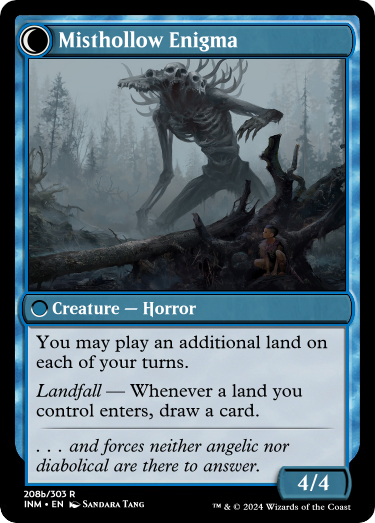 Misthollow Enigma
Creature — Horror
You may play an additional land on
each of your turns.
Landfall — Whenever a land you
control enters, draw a card.
. . . and forces neither angelic nor
diabolical are there to answer.
4/4
208b/303 R
INM • EN Sandara Tang
™ & © 2024 Wizards of the Coast